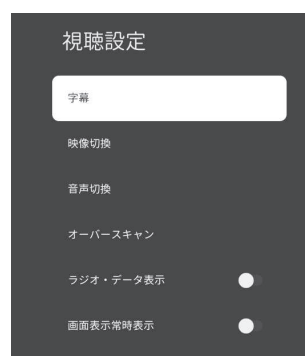 視聴設定
字幕
映像切換
音声切換
オーバースキャン
ラジオ・データ表示
画面表示常時表示